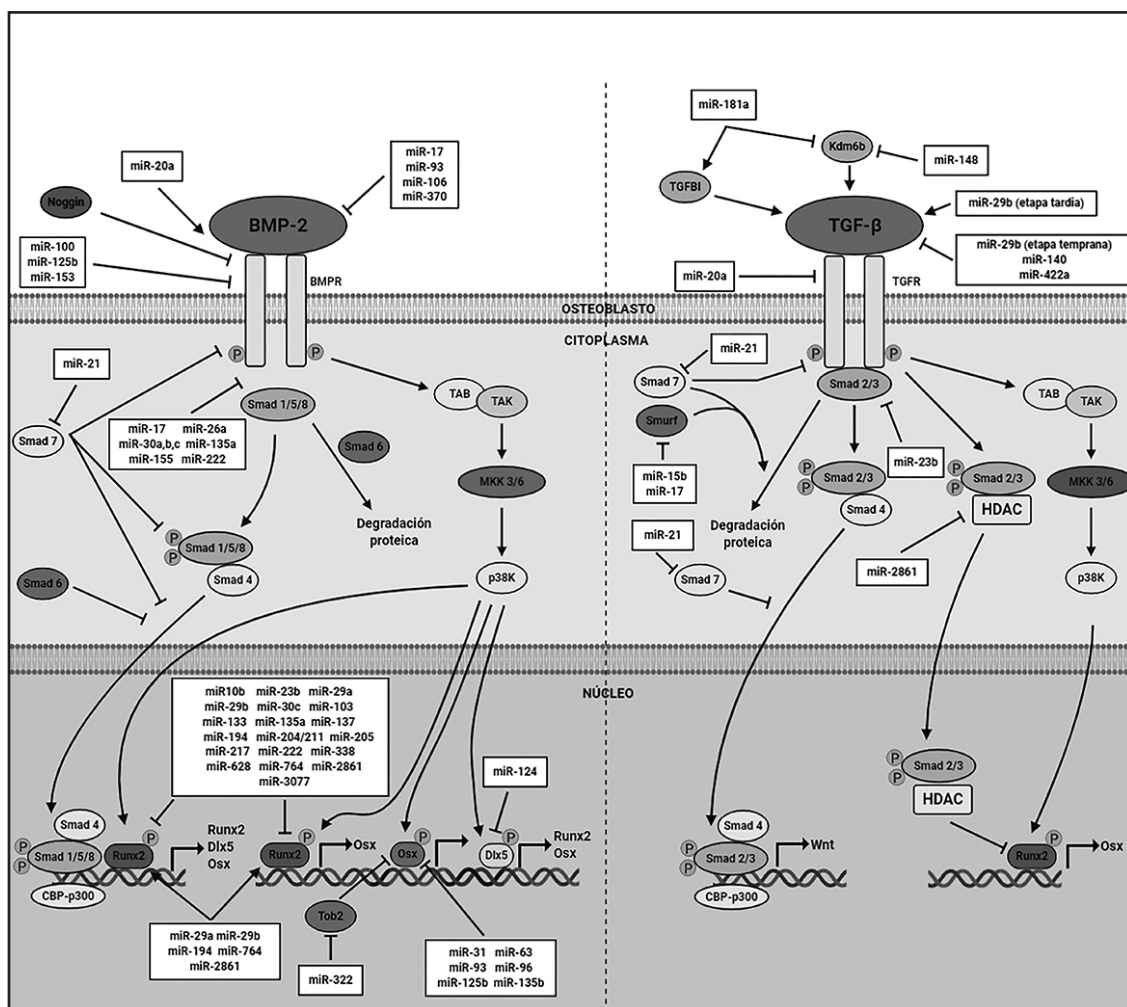 miR-20a
Noggin
miR-17
miR-93
miR-106
miR-370
BMP-2
miR-100
miR-125b
miR-153
BMPR
miR-181a
Kdm6b
miR-148
TGFBI
TGF-β
miR-29b (etapa tardía)
miR-29b (etapa temprana)
miR-140
miR-422a
miR-20a
TGFR
OSTEOBLASTO
CITOPLASMA
P
P
miR-21
Smad 7
miR-17 miR-26a
miR-30a,b,c miR-135a
miR-155 miR-222
Smad 1/5/8
Smad 6
TAB
TAK
MKK 3/6
Degradación
proteica
p38K
P
P
Smad 1/5/8
Smad 4
Smad 6
P
P
miR-21
Smad 7
Smurf
miR-15b
miR-17
Smad 2/3
P
P
Smad 2/3
Smad 4
miR-23b
P
P
Smad 2/3
HDAC
TAB
TAK
MKK 3/6
p38K
Degradación
proteica
miR-21
Smad 7
miR-2861
NÚCLEO
miR10b miR-23b miR-29a
miR-29b miR-30c miR-103
miR-133 miR-135a miR-137
miR-194 miR-204/211 miR-205
miR-217 miR-222 miR-338
miR-628 miR-764 miR-2861
miR-3077
miR-124
Smad 4
P
P
Smad 1/5/8
CBP-p300
P
Runx2
Runx2
Dlx5
Osx
P
Runx2
Osx
P
Osx
P
Dlx5
Runx2
Osx
Tob2
miR-29a miR-29b
miR-194 miR-764
miR-2861
miR-322
miR-31 miR-63
miR-93 miR-96
miR-125b miR-135b
Smad 4
P
P
Smad 2/3
CBP-p300
Wnt
P
P
Smad 2/3
HDAC
P
Runx2
Osx